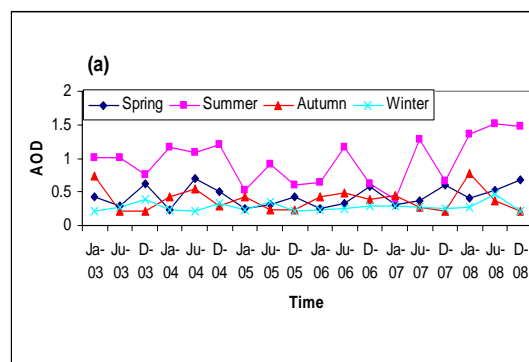 (a)
2
1.5
1
0.5
0
AOD
Spring Summer Autumn Winter
Ja- Ju- D- Ja- Ju- D- Ja- Ju- D- Ja- Ju- D- Ja- Ju- D- Ja- Ju- D-
03 03 03 04 04 04 05 05 05 06 06 06 07 07 07 08 08 08
Time